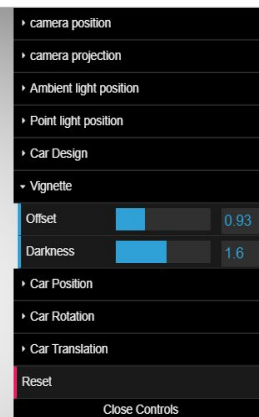 camera position
camera projection
Ambient light position
Point light position
Car Design
Vignette
Offset 0.93
Darkness 1.6
Car Position
Car Rotation
Car Translation
Reset
Close Controls